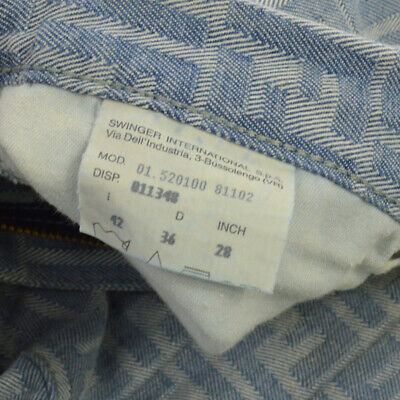 SWINGER INTERNATIONAL S.p.A.
Via Dell'Industria, 3-Bussolengo (VR)
MOD. 01.520100 81102
DISP. 811348
I D INCH
42 36 28